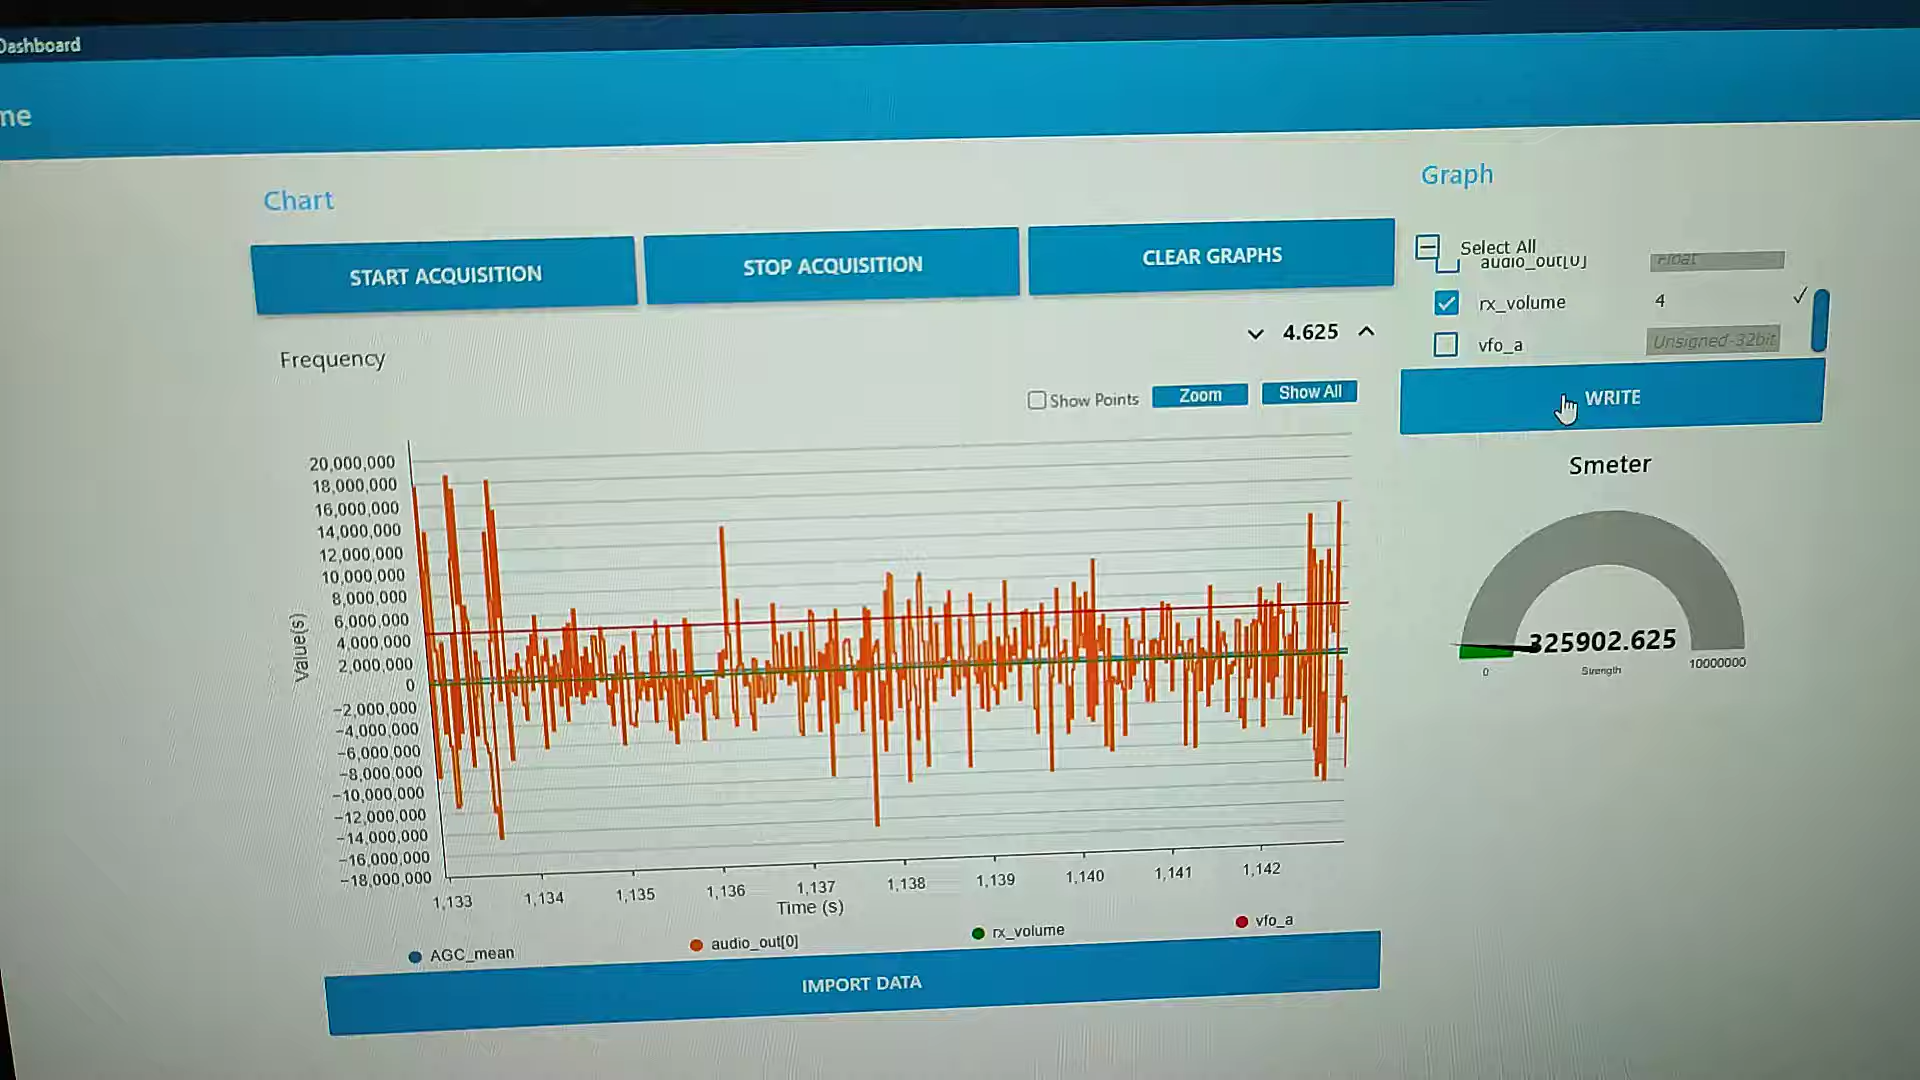 Dashboard
me
Chart
Graph
START ACQUISITION
STOP ACQUISITION
CLEAR GRAPHS
Select All
audio_out[0]
Float
rx_volume
4
vfo_a
Unsigned-32bit
WRITE
4.625
Frequency
Show Points
Zoom
Show All
Smeter
325902.625
0
Strength
10000000
Value(s)
20,000,000
18,000,000
16,000,000
14,000,000
12,000,000
10,000,000
8,000,000
6,000,000
4,000,000
2,000,000
0
−2,000,000
−4,000,000
−6,000,000
−8,000,000
−10,000,000
−12,000,000
−14,000,000
−16,000,000
−18,000,000
1,133 1,134 1,135 1,136 1,137 1,138 1,139 1,140 1,141 1,142
Time (s)
AGC_mean audio_out[0] rx_volume vfo_a
IMPORT DATA